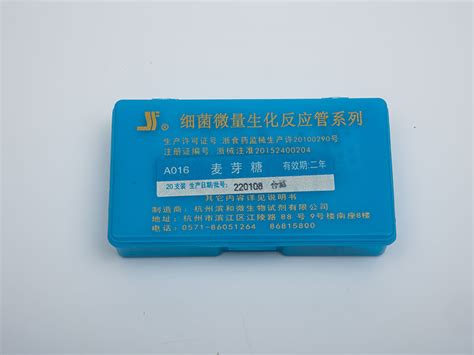 细菌微量生化反应管系列
生产许可证号:浙食药监械生产许20100290号
注册证编号:浙械注准20152400204
A016 麦芽糖 有效期:二年
20支装 生产日期/批号: 220108 合格
其它内容详见说明书
制造商:杭州滨和微生物试剂有限公司
杭州市滨江区江陵路 88 号 9号楼南座8楼
电话:0571-86051264 86815800